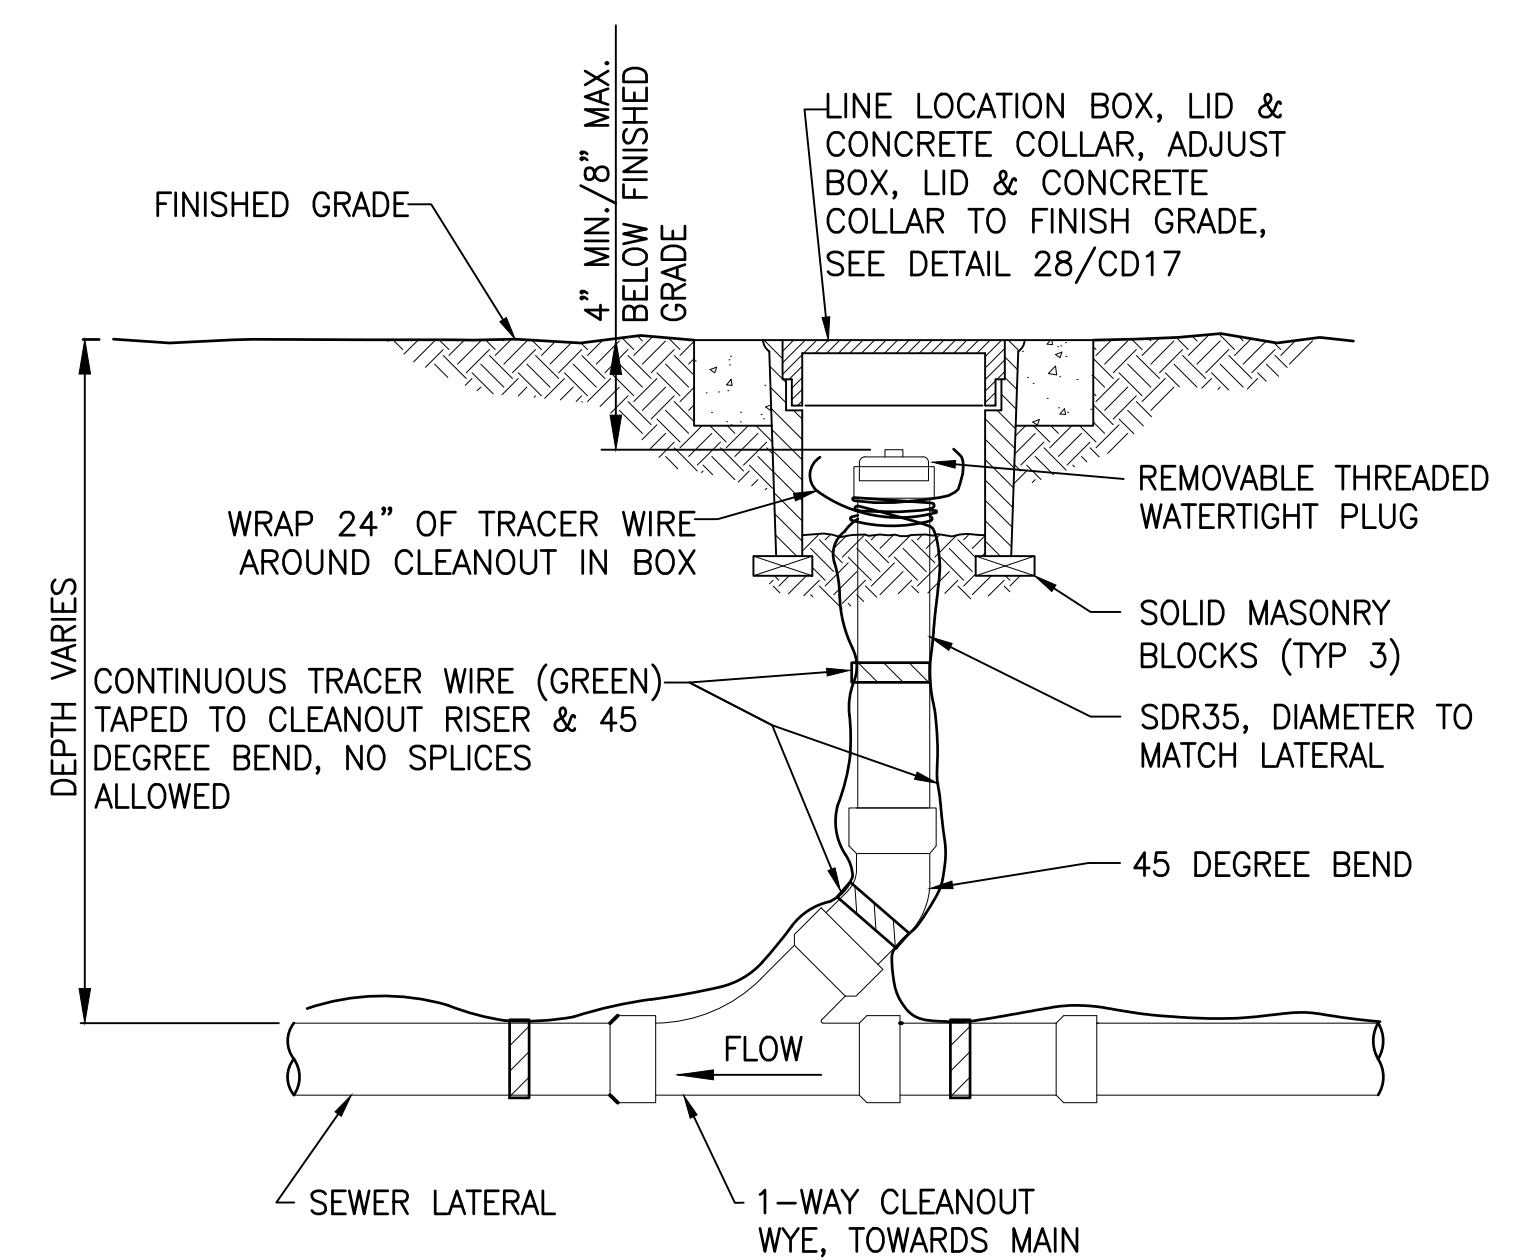 4” MIN./8” MAX.
BELOW FINISHED
GRADE
LINE LOCATION BOX, LID &
CONCRETE COLLAR, ADJUST
BOX, LID & CONCRETE
COLLAR TO FINISH GRADE,
SEE DETAIL 28/CD17
FINISHED GRADE
REMOVABLE THREADED
WATERTIGHT PLUG
WRAP 24” OF TRACER WIRE
AROUND CLEANOUT IN BOX
SOLID MASONRY
BLOCKS (TYP 3)
DEPTH VARIES
CONTINUOUS TRACER WIRE (GREEN)
TAPED TO CLEANOUT RISER & 45
DEGREE BEND, NO SPLICES
ALLOWED
SDR35, DIAMETER TO
MATCH LATERAL
45 DEGREE BEND
FLOW
SEWER LATERAL
1-WAY CLEANOUT
WYE, TOWARDS MAIN